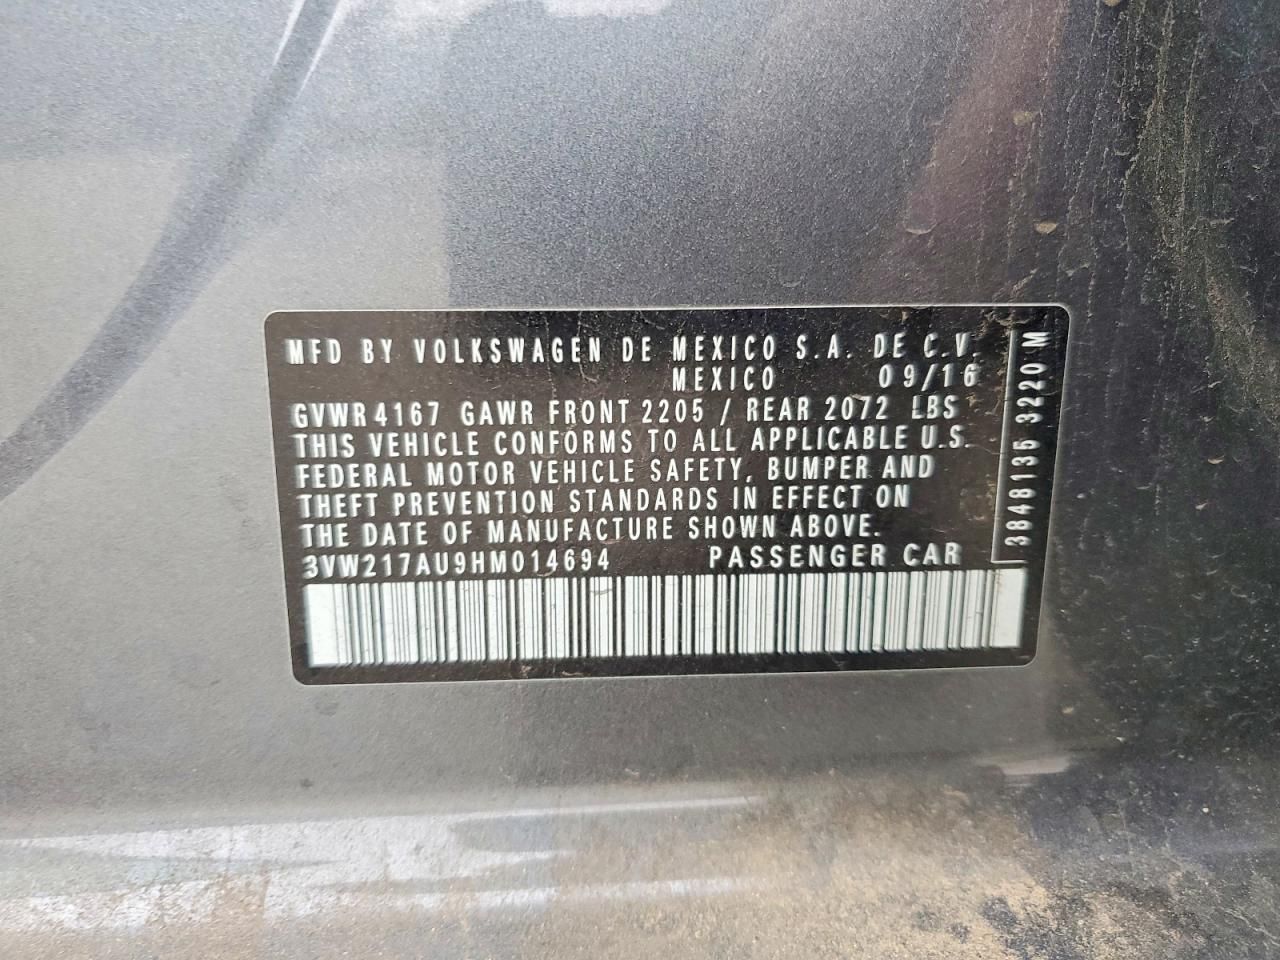 MFD BY VOLKSWAGEN DE MEXICO S.A. DE C.V.
MEXICO 09/16
GVWR 4167 GAWR FRONT 2205 / REAR 2072 LBS
THIS VEHICLE CONFORMS TO ALL APPLICABLE U.S.
FEDERAL MOTOR VEHICLE SAFETY, BUMPER AND
THEFT PREVENTION STANDARDS IN EFFECT ON
THE DATE OF MANUFACTURE SHOWN ABOVE.
3VW217AU9HM014694 PASSENGER CAR
3848135 3220 M